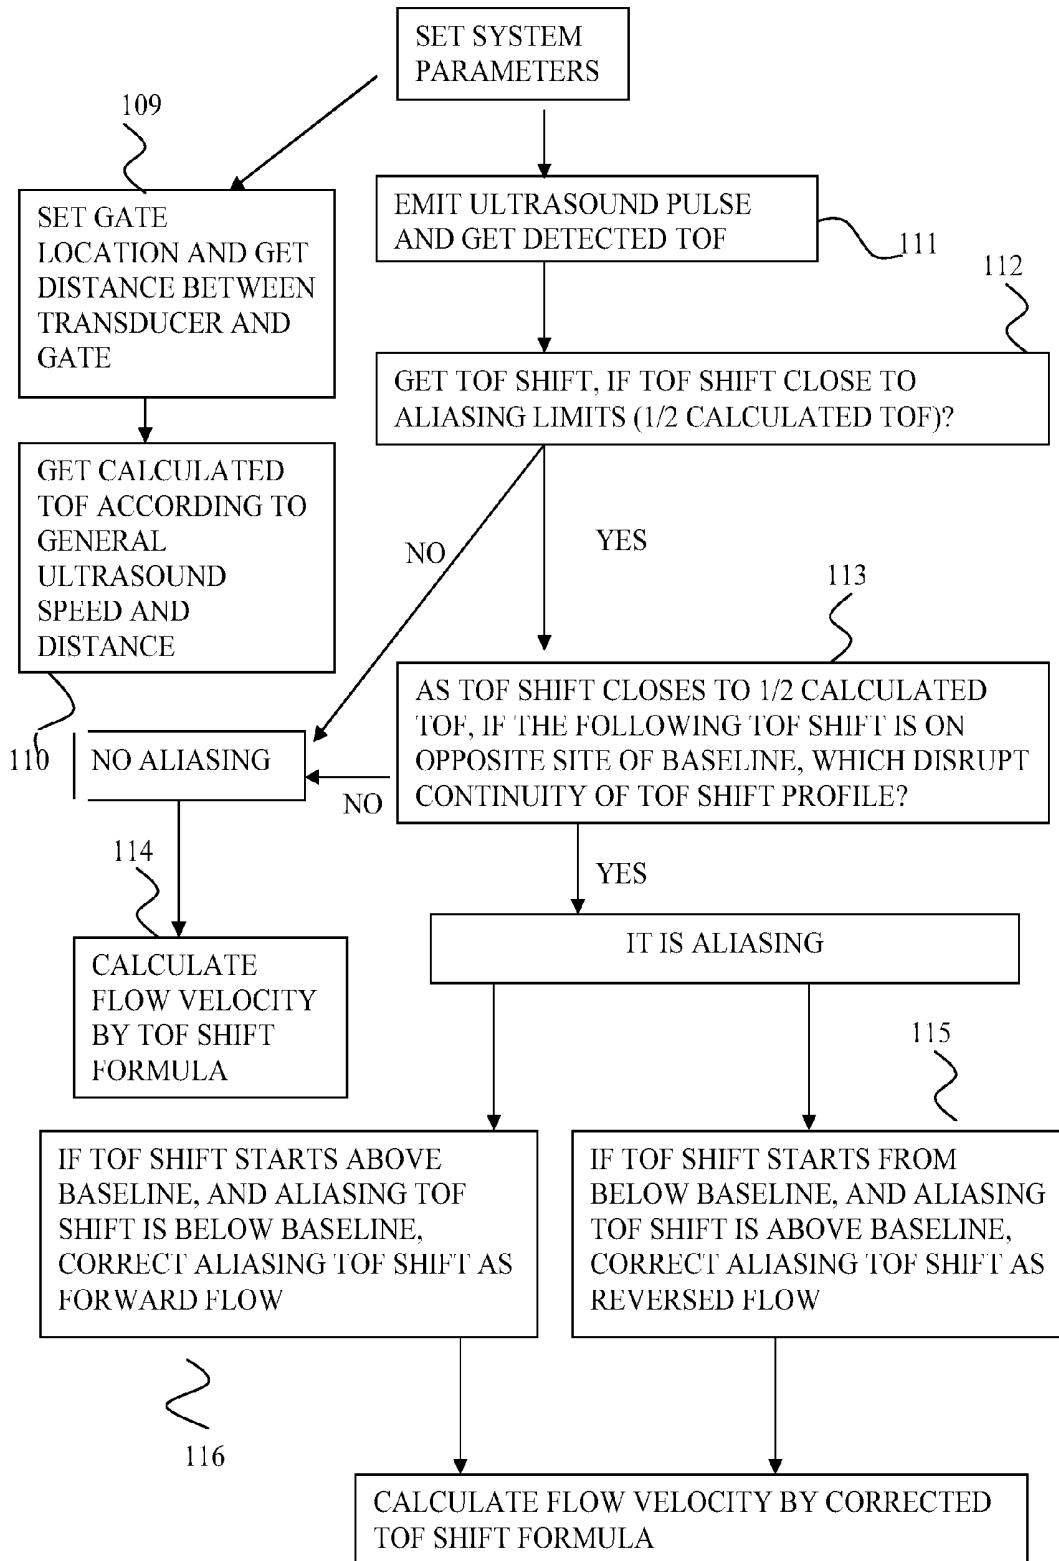 SET SYSTEM
PARAMETERS
109
SET GATE
LOCATION AND GET
DISTANCE BETWEEN
TRANSDUCER AND
GATE
EMIT ULTRASOUND PULSE
AND GET DETECTED TOF
111
112
GET TOF SHIFT, IF TOF SHIFT CLOSE TO
ALIASING LIMITS (1/2 CALCULATED TOF)?
GET CALCULATED
TOF ACCORDING TO
GENERAL
ULTRASOUND
SPEED AND
DISTANCE
NO
YES
113
110
NO ALIASING
AS TOF SHIFT CLOSES TO 1/2 CALCULATED
TOF, IF THE FOLLOWING TOF SHIFT IS ON
OPPOSITE SITE OF BASELINE, WHICH DISRUPT
CONTINUITY OF TOF SHIFT PROFILE?
NO
114
YES
CALCULATE
FLOW VELOCITY
BY TOF SHIFT
FORMULA
IT IS ALIASING
115
IF TOF SHIFT STARTS ABOVE
BASELINE, AND ALIASING TOF
SHIFT IS BELOW BASELINE,
CORRECT ALIASING TOF SHIFT AS
FORWARD FLOW
IF TOF SHIFT STARTS FROM
BELOW BASELINE, AND ALIASING
TOF SHIFT IS ABOVE BASELINE,
CORRECT ALIASING TOF SHIFT AS
REVERSED FLOW
116
CALCULATE FLOW VELOCITY BY CORRECTED
TOF SHIFT FORMULA